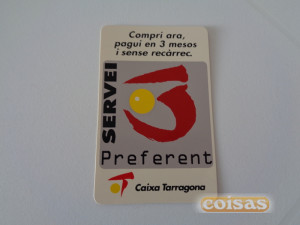 Compri ara,
pagui en 3 mesos
i sense recàrrec.
SERVEI
Preferent
Caixa Tarragona
coisas